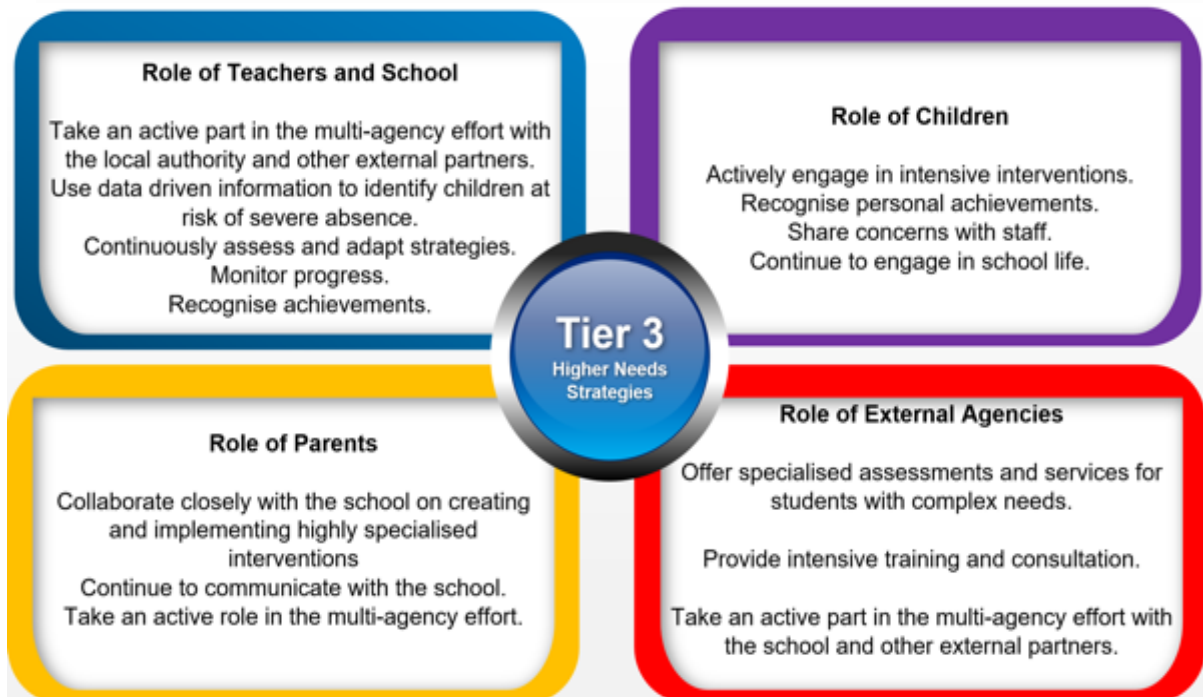 Role of Teachers and School
Take an active part in the multi-agency effort with
the local authority and other external partners.
Use data driven information to identify children at
risk of severe absence.
Continuously assess and adapt strategies.
Monitor progress.
Recognise achievements.
Role of Children
Actively engage in intensive interventions.
Recognise personal achievements.
Share concerns with staff.
Continue to engage in school life.
Tier 3
Higher Needs
Strategies
Role of Parents
Collaborate closely with the school on creating
and implementing highly specialised
interventions
Continue to communicate with the school.
Take an active role in the multi-agency effort.
Role of External Agencies
Offer specialised assessments and services for
students with complex needs.
Provide intensive training and consultation.
Take an active part in the multi-agency effort with
the school and other external partners.